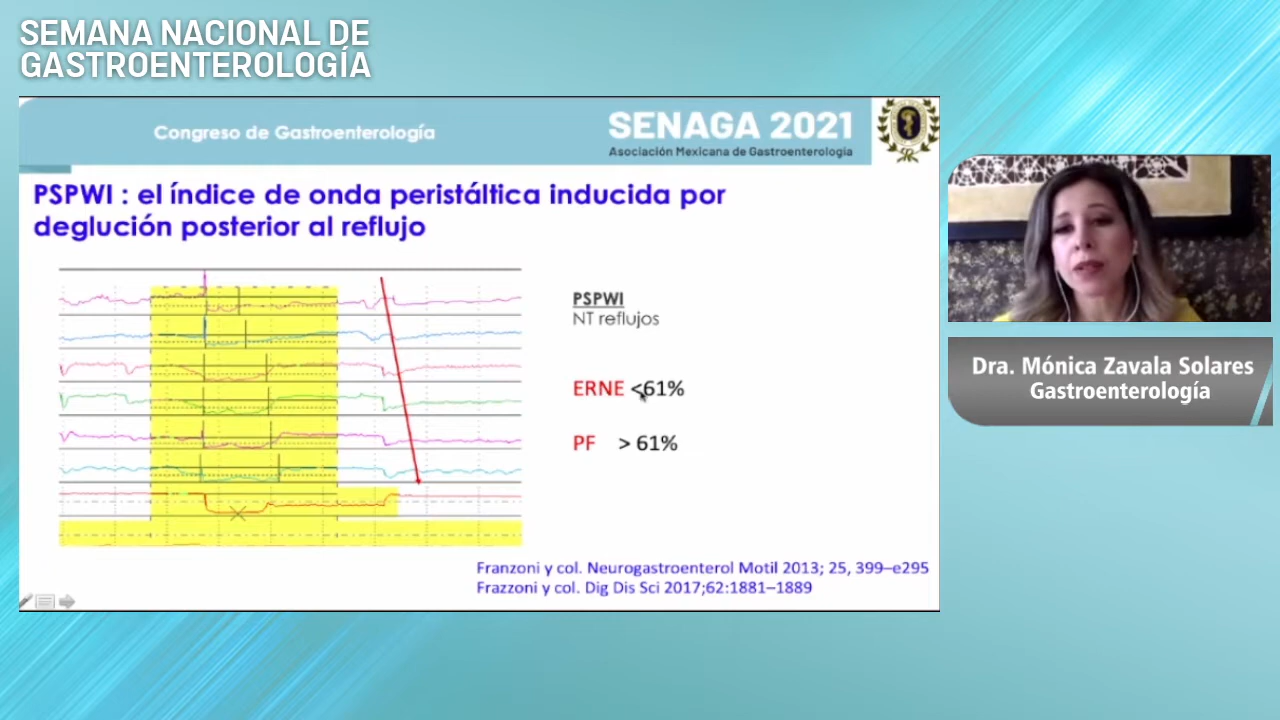 SEMANA NACIONAL DE
GASTROENTEROLOGÍA
Congreso de Gastroenterología
SENAGA 2021
Asociación Mexicana de Gastroenterología
PSPWI : el índice de onda peristáltica inducida por
deglución posterior al reflujo
PSPWI
NT reflujos
ERNE <61%
PF > 61%
Franzoni y col. Neurogastroenterol Motil 2013; 25, 399–e295
Frazzoni y col. Dig Dis Sci 2017;62:1881–1889
Dra. Mónica Zavala Solares
Gastroenterología